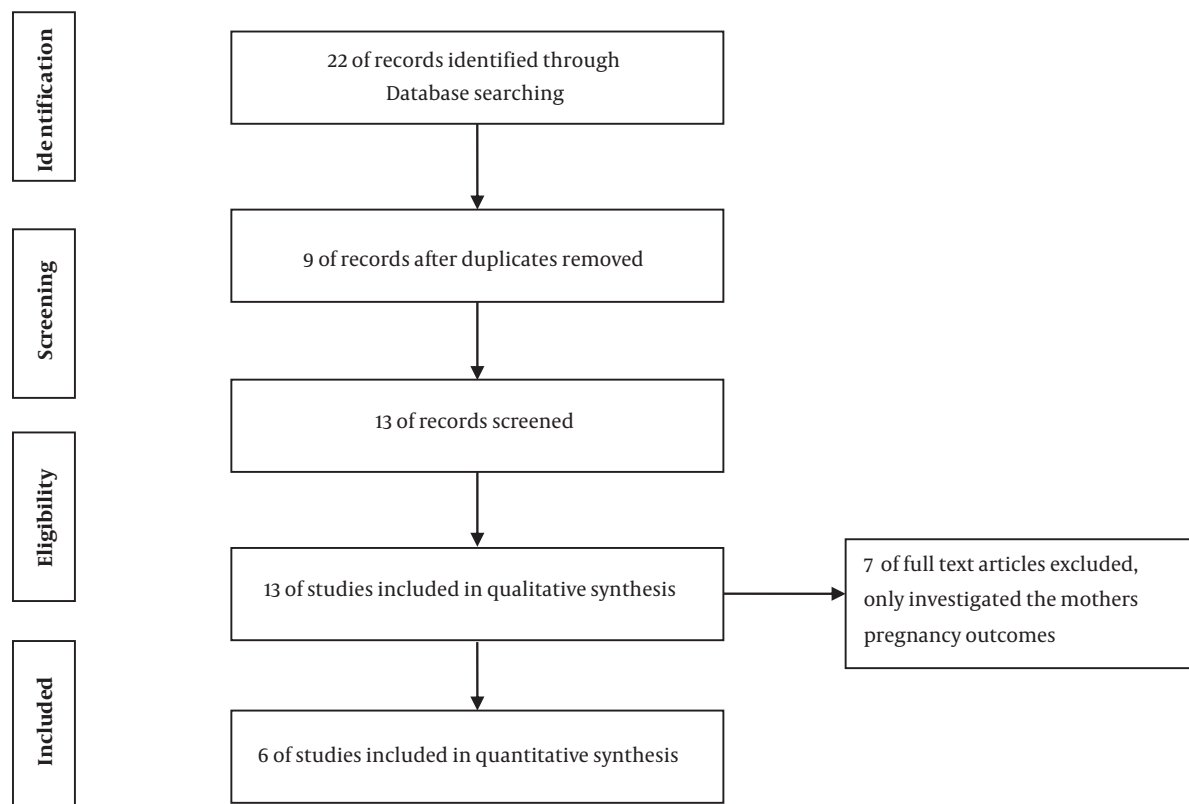 Identification
22 of records identified through
Database searching
Screening
9 of records after duplicates removed
13 of records screened
Eligibility
13 of studies included in qualitative synthesis
7 of full text articles excluded,
only investigated the mothers
pregnancy outcomes
Included
6 of studies included in quantitative synthesis